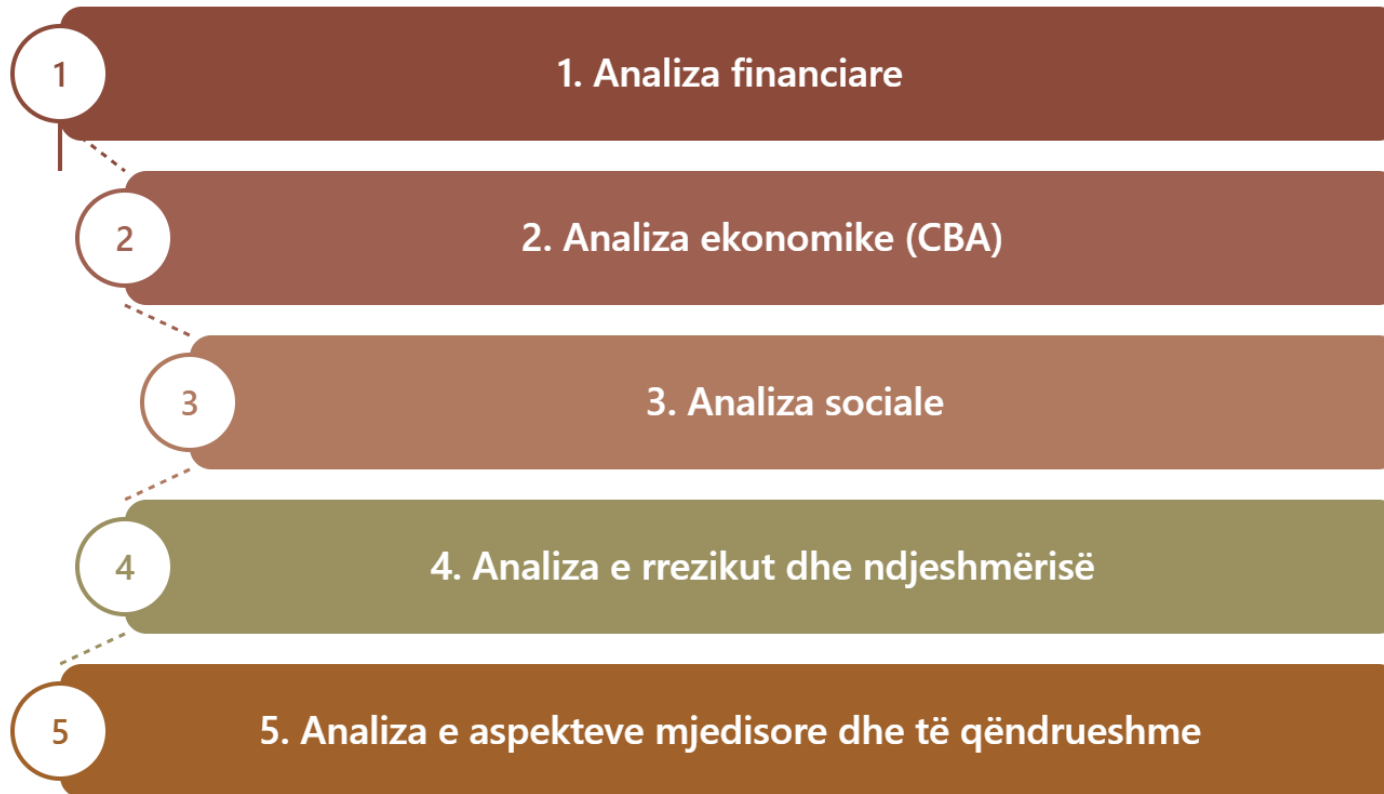 1
1. Analiza financiare
2
2. Analiza ekonomike (CBA)
3
3. Analiza sociale
4
4. Analiza e rrezikut dhe ndjeshmërisë
5
5. Analiza e aspekteve mjedisore dhe të qëndrueshme